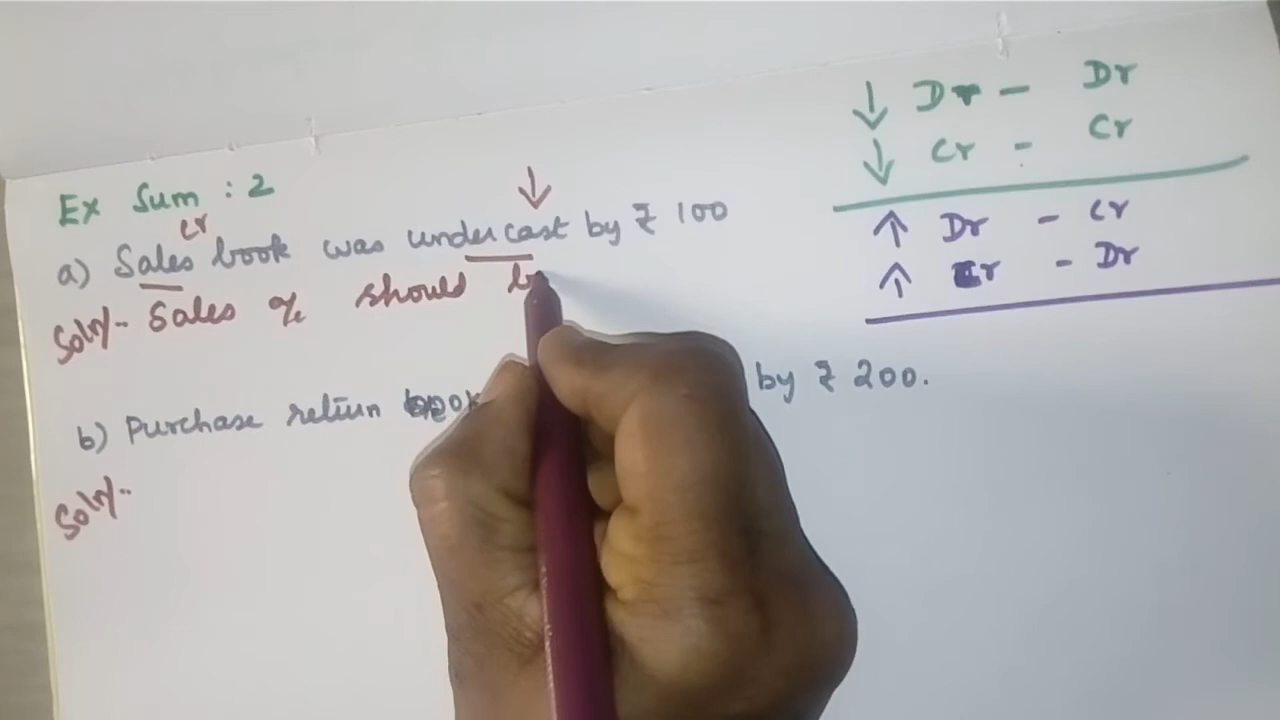 Ex Sum : 2
cr
a) Sales book was undercast by ₹ 100
Soln:- Sales a/c should
b) Purchase return book by ₹ 200.
Soln:-
↓ Dr - Dr
↓ Cr - Cr
↑ Dr - Cr
↑ Cr - Dr